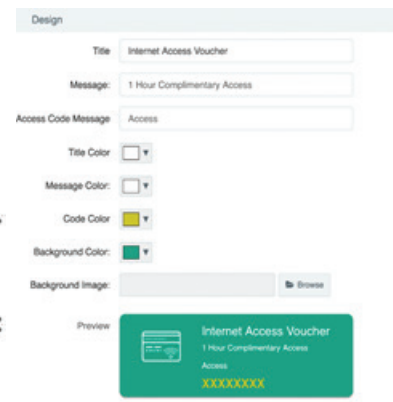 Design
Title Internet Access Voucher
Message: 1 Hour Complimentary Access
Access Code Message Access
Title Color
Message Color:
Code Color
Background Color:
Background Image: Browse
Preview
Internet Access Voucher
1 Hour Complimentary Access
Access
XXXXXXXX